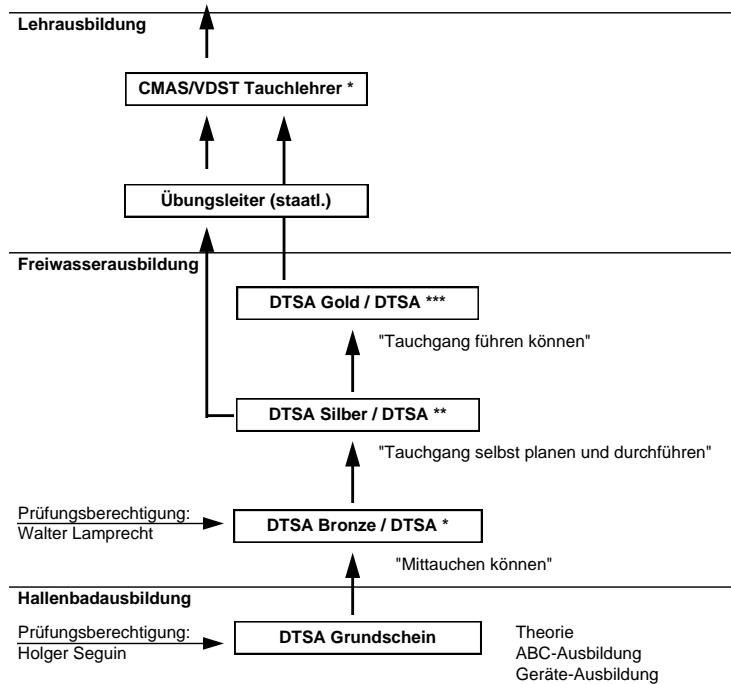 Lehrausbildung
CMAS/VDST Tauchlehrer *
Übungsleiter (staatl.)
Freiwasserausbildung
DTSA Gold / DTSA ***
"Tauchgang führen können"
DTSA Silber / DTSA **
"Tauchgang selbst planen und durchführen"
Prüfungsberechtigung:
Walter Lamprecht
DTSA Bronze / DTSA *
"Mittauchen können"
Hallenbadausbildung
Prüfungsberechtigung:
Holger Seguin
DTSA Grundschein
Theorie
ABC-Ausbildung
Geräte-Ausbildung